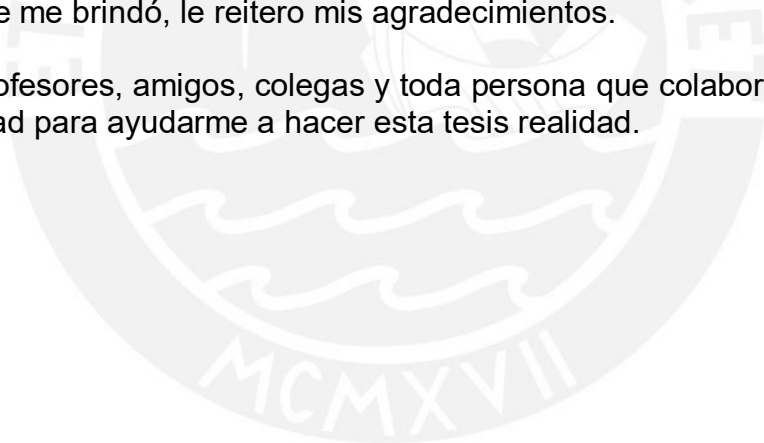 e me brindó, le reitero mis agradecimientos.
ofesores, amigos, colegas y toda persona que colabor
ad para ayudarme a hacer esta tesis realidad.
MCMXVII